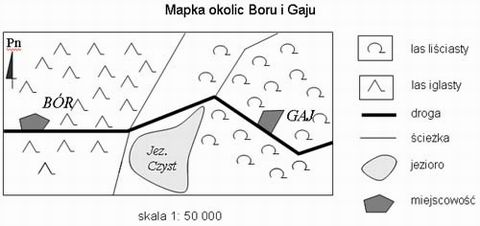 Mapka okolic Boru i Gaju
Pn
BÓR
GAJ
Jez.
Czyst
las liściasty
las iglasty
droga
ścieżka
jezioro
miejscowość
skala 1: 50 000